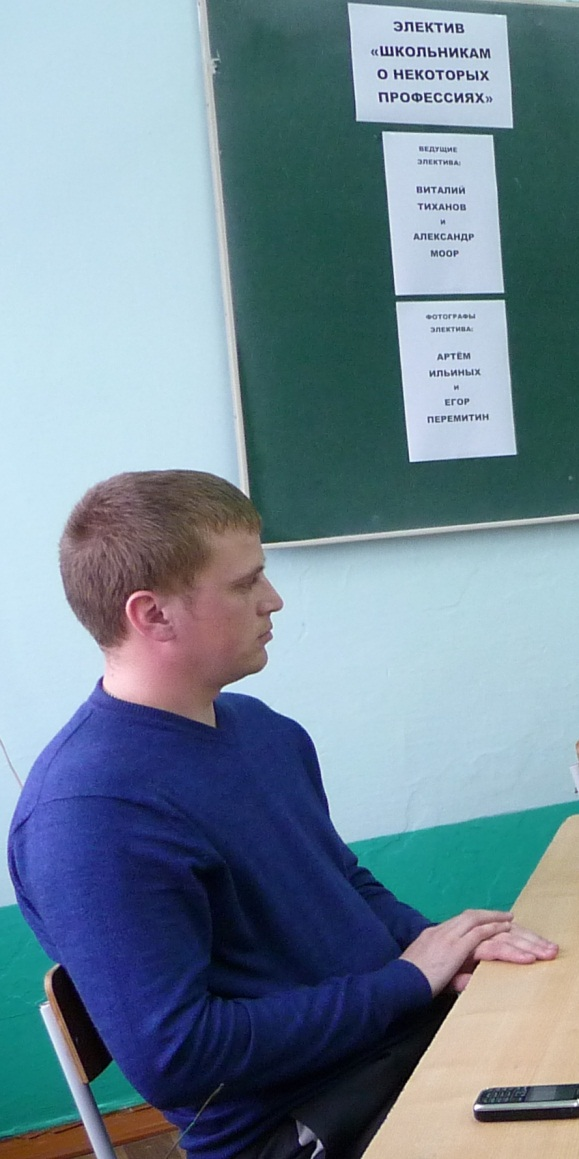 ЭЛЕКТИВ
«ШКОЛЬНИКАМ
О НЕКОТОРЫХ
ПРОФЕССИЯХ»
ВЕДУЩИЕ
ЭЛЕКТИВА:
ВИТАЛИЙ
ТИХАНОВ
И
АЛЕКСАНДР
МООР
ФОТОГРАФЫ
ЭЛЕКТИВА:
АРТЁМ
ИЛЬИНЫХ
И
ЕГОР
ПЕРЕМИТИН